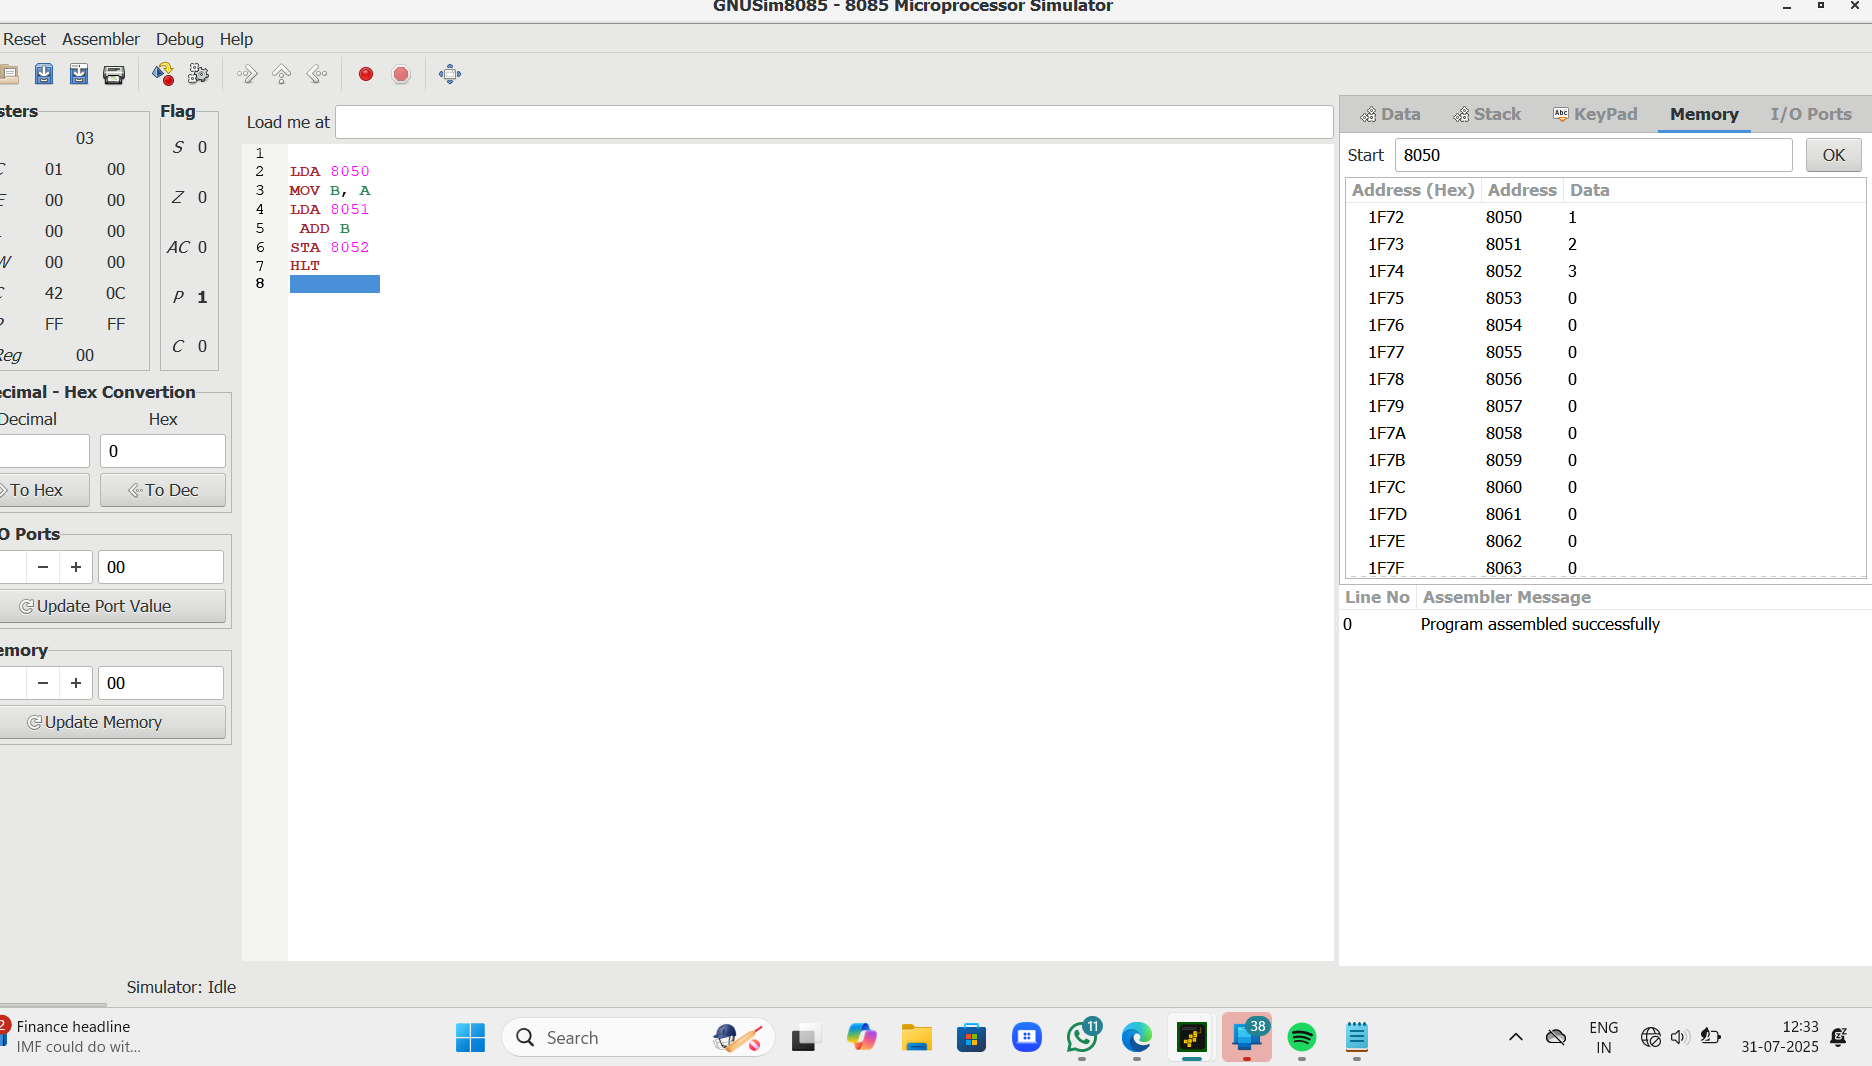 GNUSim8085 - 8085 Microprocessor Simulator
Reset Assembler Debug Help
sters
03
C 01 00
E 00 00
L 00 00
W 00 00
C 42 0C
P FF FF
Reg 00
Flag
S 0
Z 0
AC 0
P 1
C 0
ecimal - Hex Convertion
Decimal Hex
0
To Hex To Dec
O Ports
− + 00
Update Port Value
emory
− + 00
Update Memory
Load me at
1
2 LDA 8050
3 MOV B, A
4 LDA 8051
5 ADD B
6 STA 8052
7 HLT
8
Data Stack Abc KeyPad Memory I/O Ports
Start 8050 OK
Address (Hex) Address Data
1F72 8050 1
1F73 8051 2
1F74 8052 3
1F75 8053 0
1F76 8054 0
1F77 8055 0
1F78 8056 0
1F79 8057 0
1F7A 8058 0
1F7B 8059 0
1F7C 8060 0
1F7D 8061 0
1F7E 8062 0
1F7F 8063 0
Line No Assembler Message
0 Program assembled successfully
Simulator: Idle
2 Finance headline
IMF could do wit...
Search
11
38
ENG
IN
12:33
31-07-2025